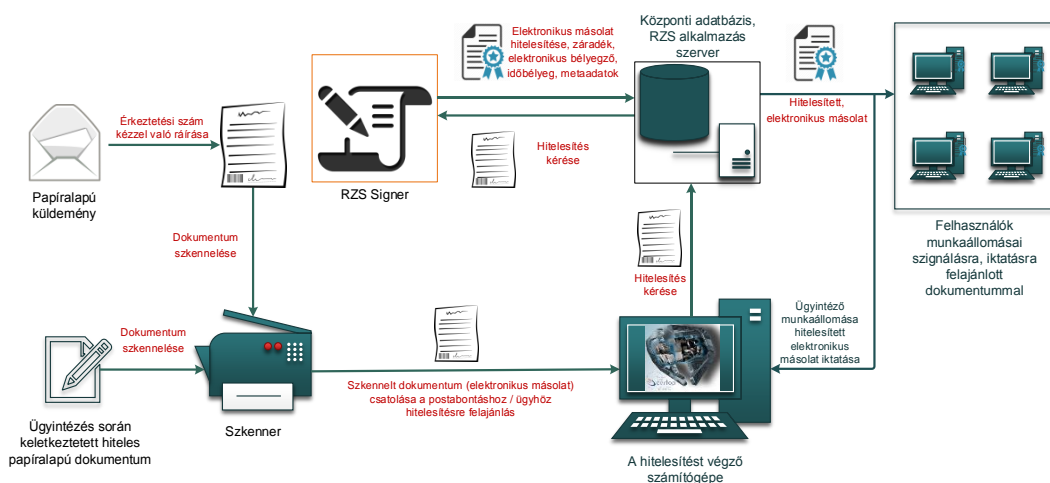 Elektronikus másolat
hitelesítése, záradék,
elektronikus bélyegző,
időbélyeg, metaadatok
Központi adatbázis,
RZS alkalmazás
szerver
Érkeztetési szám
kézzel való ráírása
Hitelesített,
elektronikus másolat
Hitelesítés
kérése
Papíralapú
küldemény
RZS Signer
Felhasználók
munkaállomásai
szignálásra, iktatásra
felajánlott
dokumentummal
Dokumentum
szkennelése
Hitelesítés
kérése
Ügyintéző
munkaállomása
hitelesített
elektronikus
másolat iktatása
Dokumentum
szkennelése
Szkennelt dokumentum (elektronikus másolat)
csatolása a postabontáshoz / ügyhöz
hitelesítésre felajánlás
Ügyintézés során
keletkeztetett hiteles
papíralapú dokumentum
Szkenner
A hitelesítést végző
számítógépe